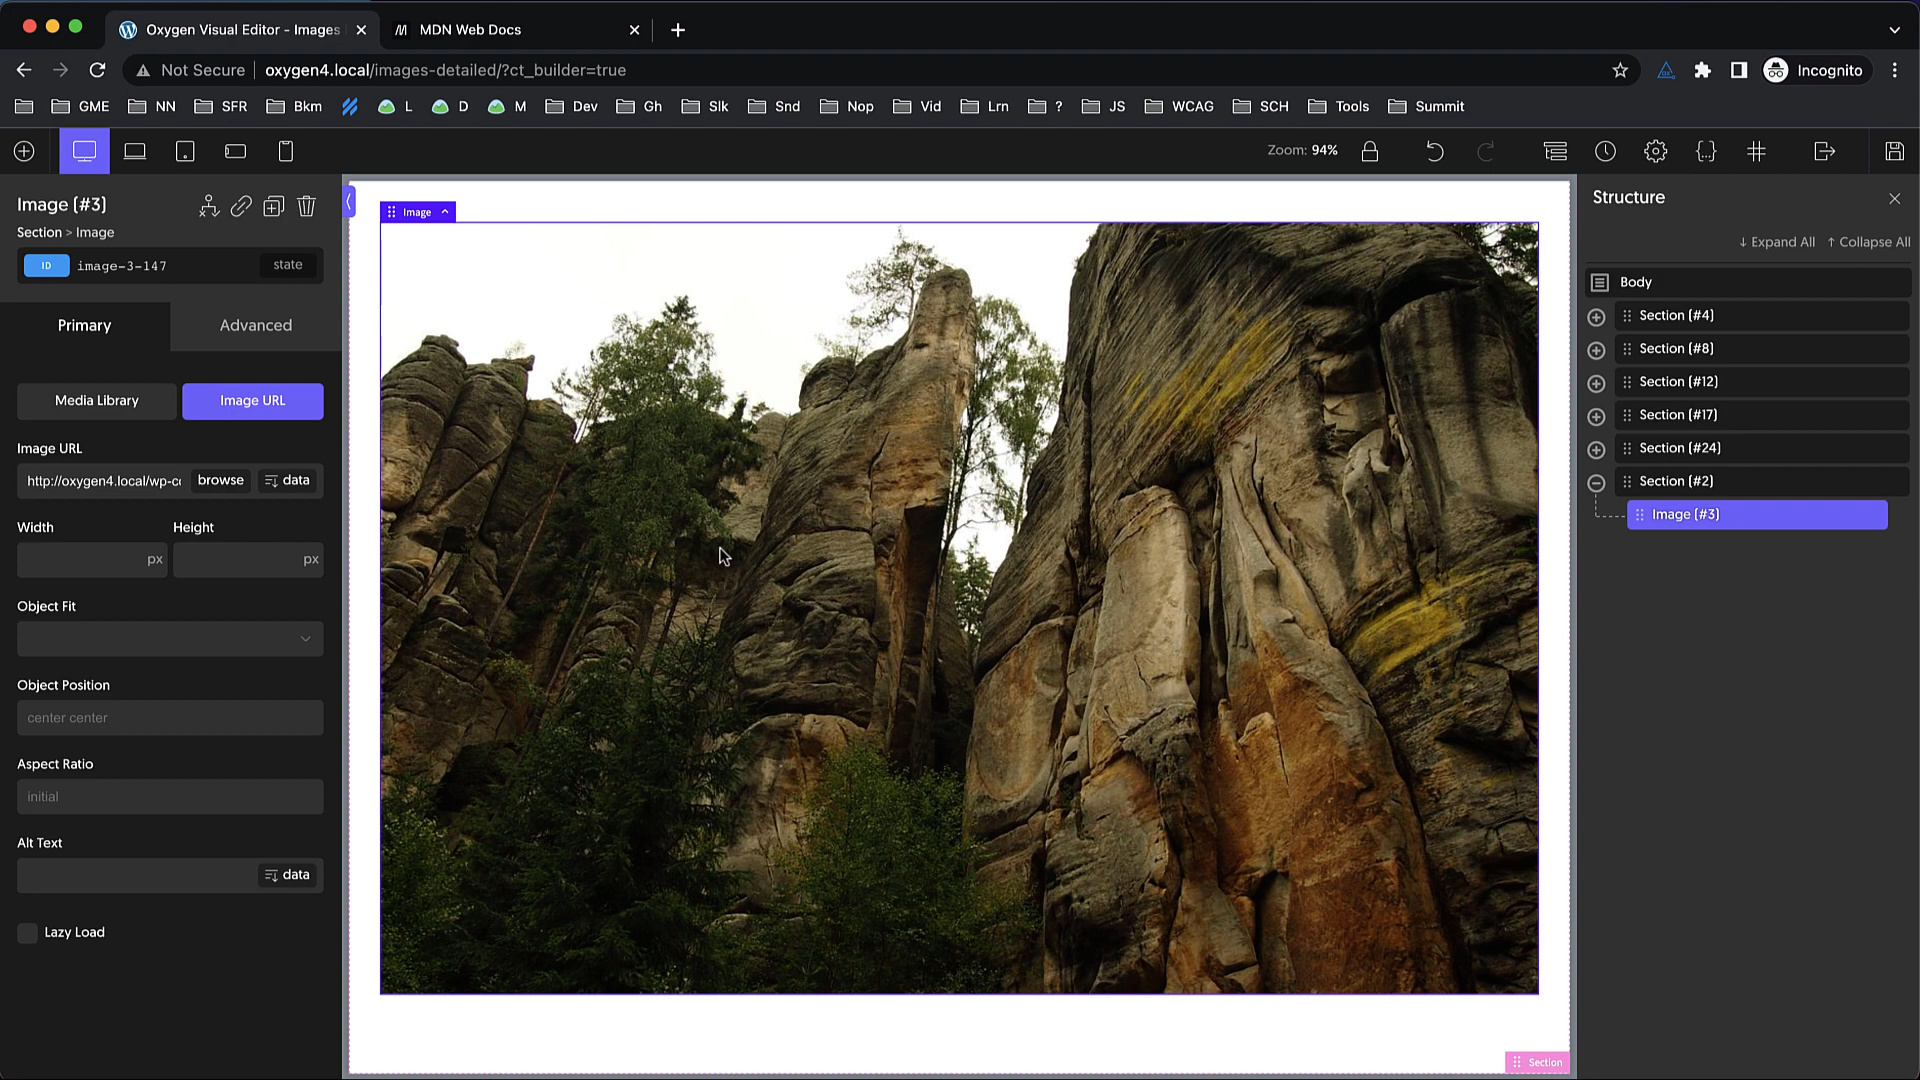 Oxygen Visual Editor - Images
MDN Web Docs
Not Secure
oxygen4.local/images-detailed/?ct_builder=true
Incognito
GME
NN
SFR
Bkm
L
D
M
Dev
Gh
Slk
Snd
Nop
Vid
Lrn
?
JS
WCAG
SCH
Tools
Summit
Zoom: 94%
Image (#3)
Section > Image
ID
image-3-147
state
Primary
Advanced
Media Library
Image URL
Image URL
http://oxygen4.local/wp-co
browse
data
Width
Height
px
px
Object Fit
Object Position
center center
Aspect Ratio
initial
Alt Text
data
Lazy Load
Image
Section
Structure
Expand All
Collapse All
Body
Section (#4)
Section (#8)
Section (#12)
Section (#17)
Section (#24)
Section (#2)
Image (#3)